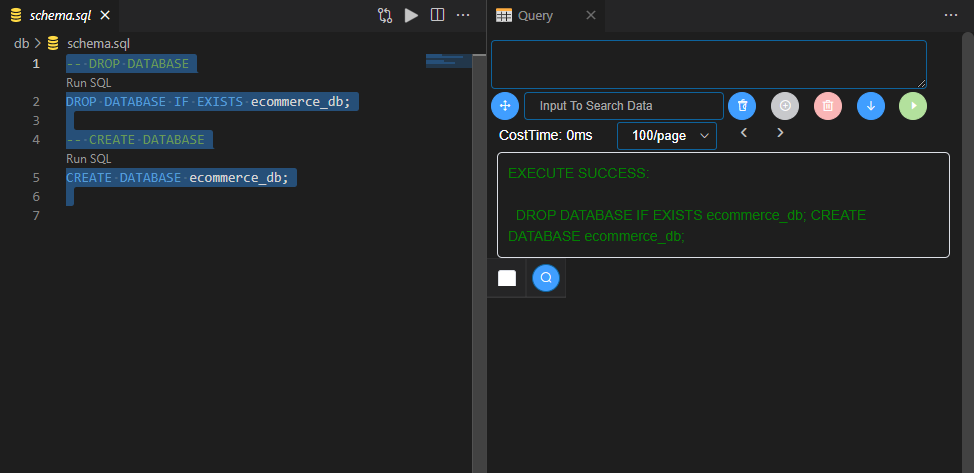 schema.sql
Query
db > schema.sql
1 -- DROP DATABASE
Run SQL
2 DROP DATABASE IF EXISTS ecommerce_db;
3
4 -- CREATE DATABASE
Run SQL
5 CREATE DATABASE ecommerce_db;
6
7
Input To Search Data
CostTime: 0ms
100/page
EXECUTE SUCCESS:
DROP DATABASE IF EXISTS ecommerce_db; CREATE
DATABASE ecommerce_db;